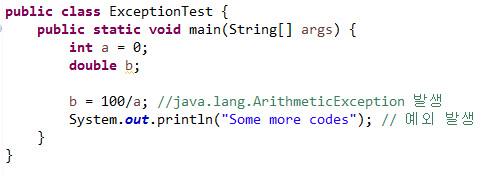 public class ExceptionTest {
public static void main(String[] args) {
int a = 0;
double b;
b = 100/a; //java.lang.ArithmeticException 발생
System.out.println("Some more codes"); // 예외 발생
}
}